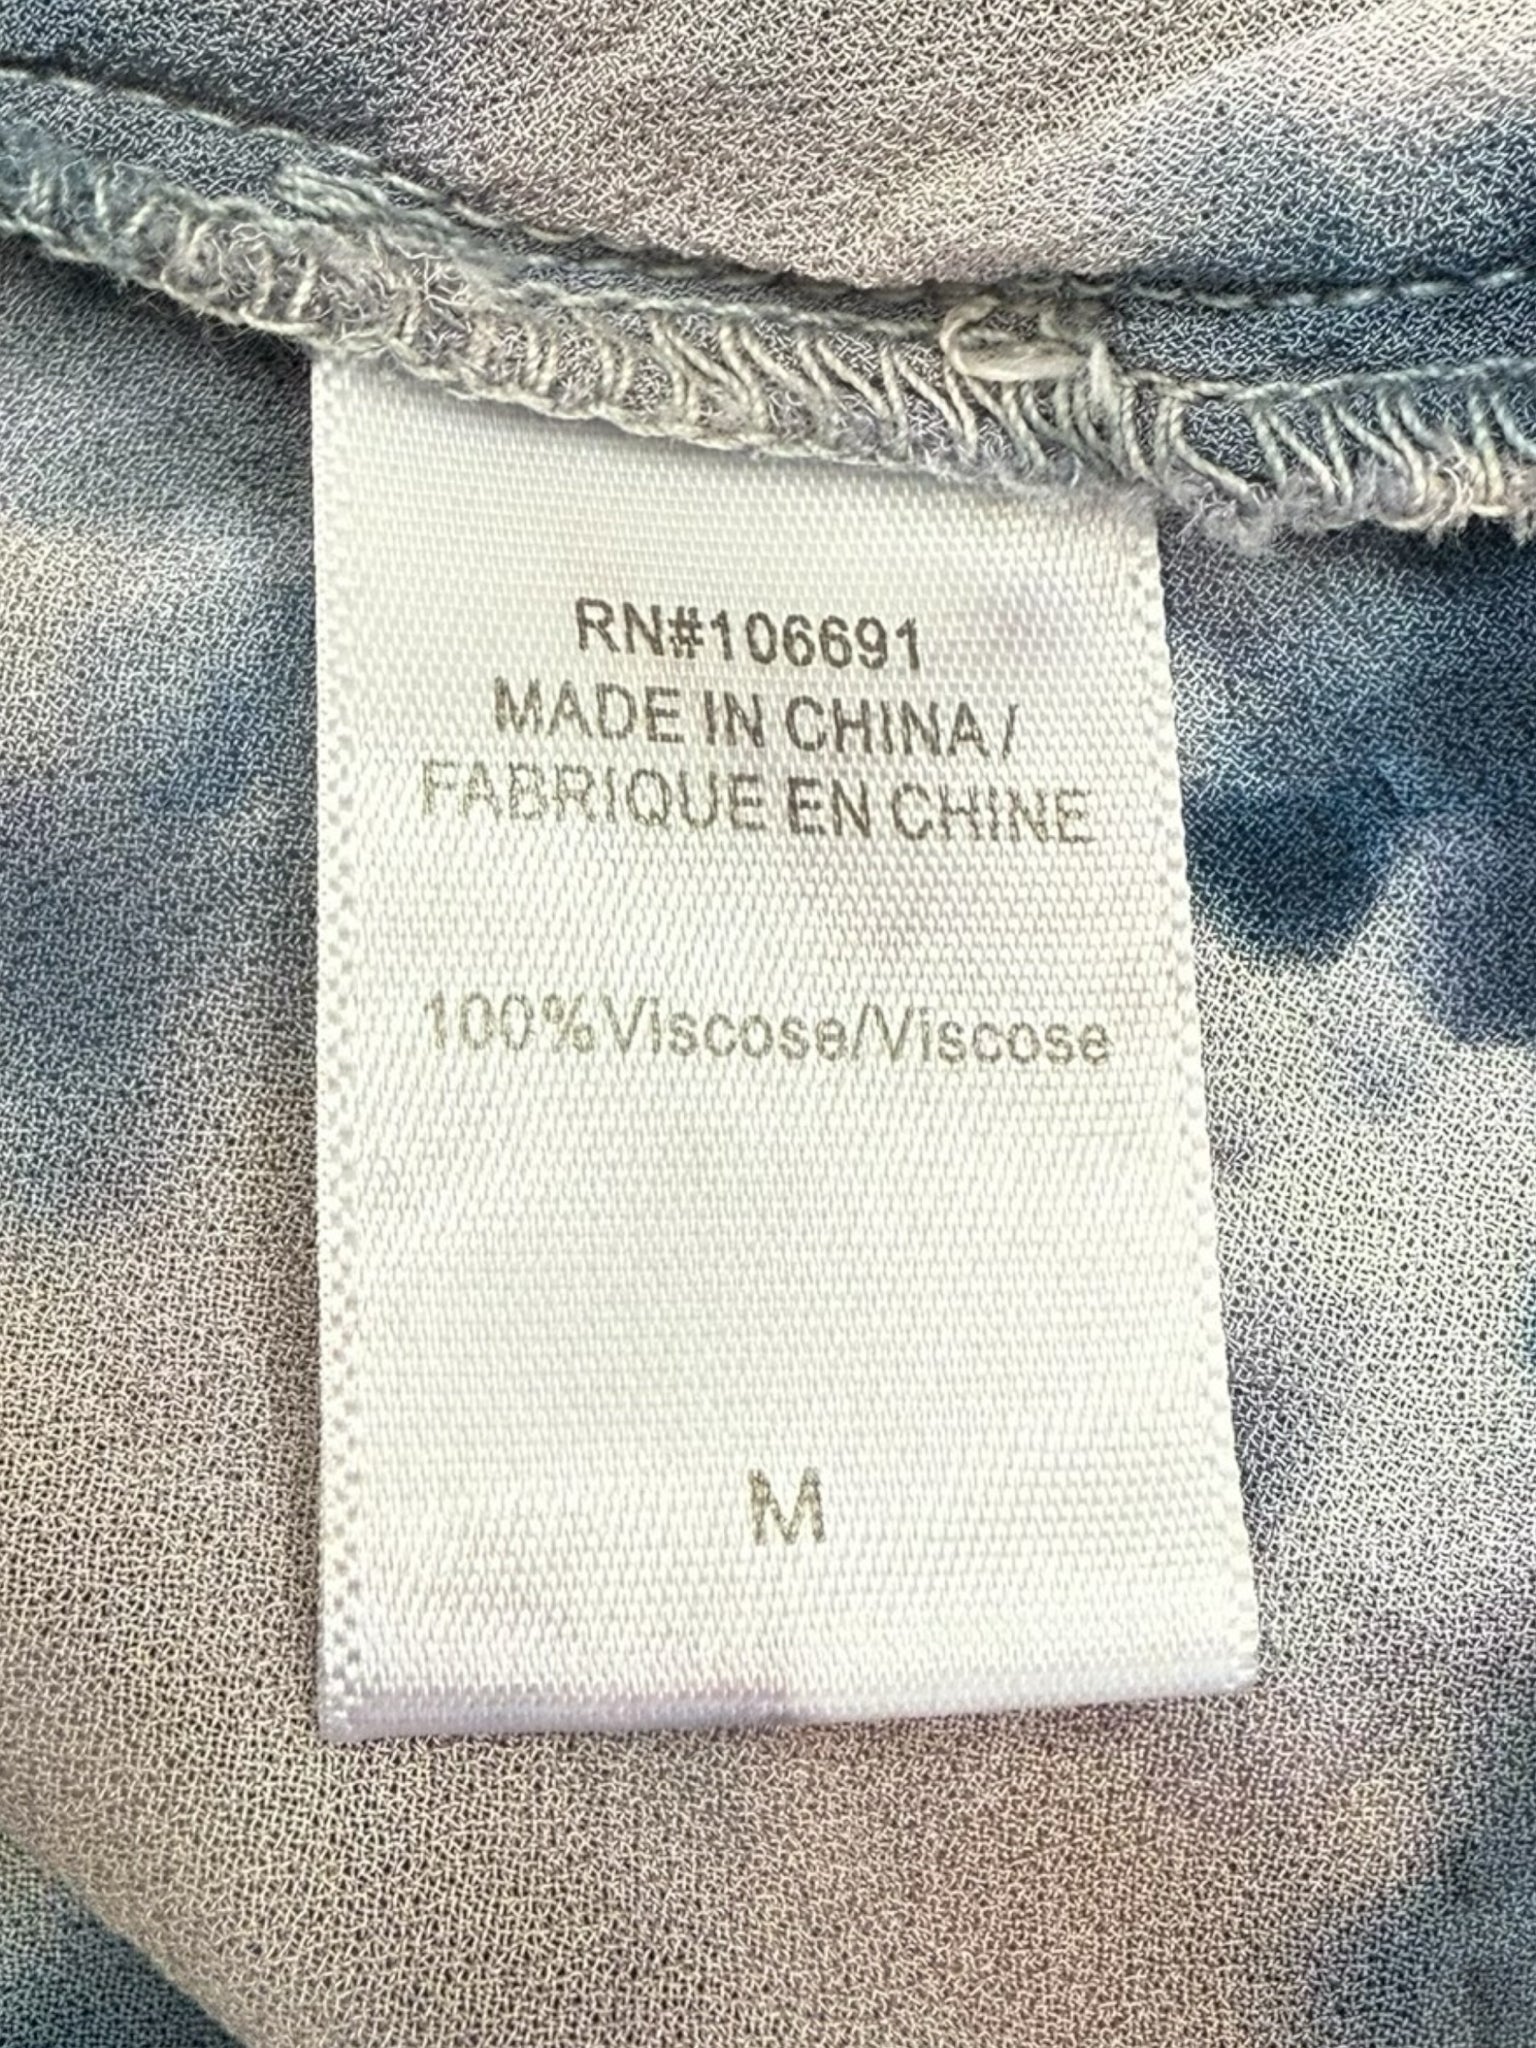 RN#106691
MADE IN CHINA/
FABRIQUE EN CHINE
100%Viscose/Viscose
M